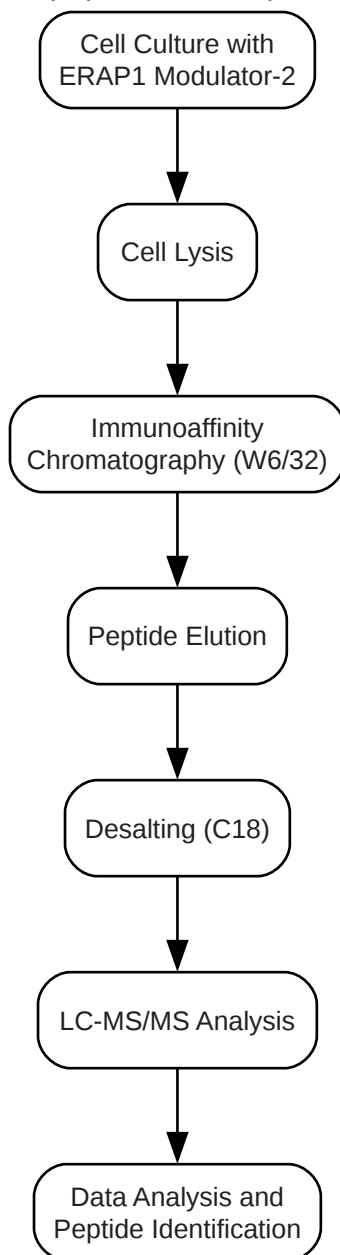 Cell Culture with
ERAP1 Modulator-2
Cell Lysis
Immunoaffinity
Chromatography (W6/32)
Peptide Elution
Desalting (C18)
LC-MS/MS Analysis
Data Analysis and
Peptide Identification